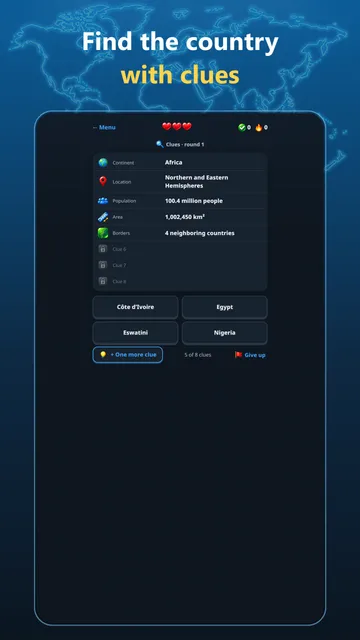 Find the country
with clues
← Menu
0 0
Clues · round 1
Continent Africa
Location Northern and Eastern
Hemispheres
Population 100.4 million people
Area 1,002,450 km²
Borders 4 neighboring countries
Clue 6
Clue 7
Clue 8
Côte d'Ivoire Egypt
Eswatini Nigeria
+ One more clue 5 of 8 clues Give up